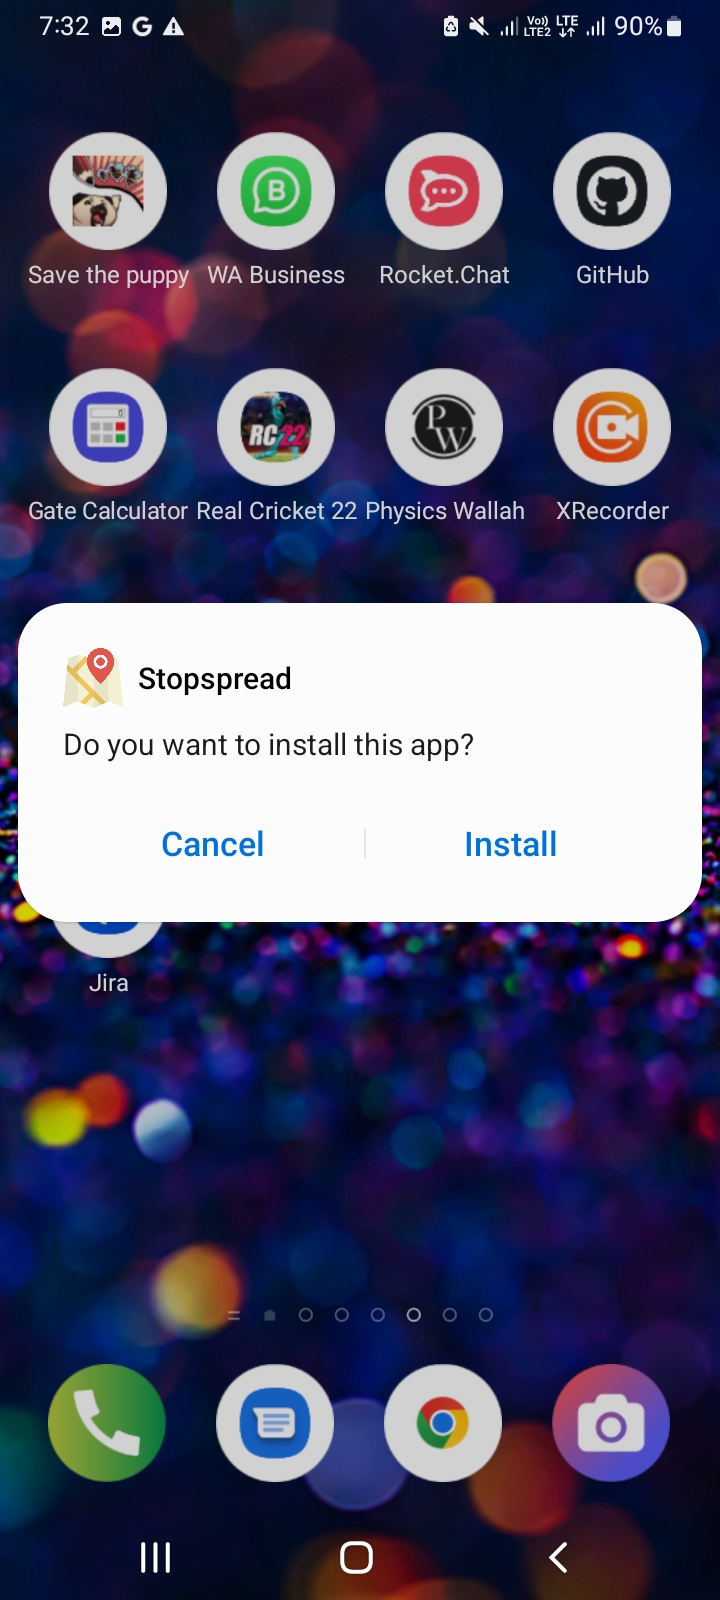 7:32 Vo)) LTE2 LTE 90%
Save the puppy WA Business Rocket.Chat GitHub
Gate Calculator Real Cricket 22 Physics Wallah XRecorder
Stopspread
Do you want to install this app?
Cancel Install
Jira